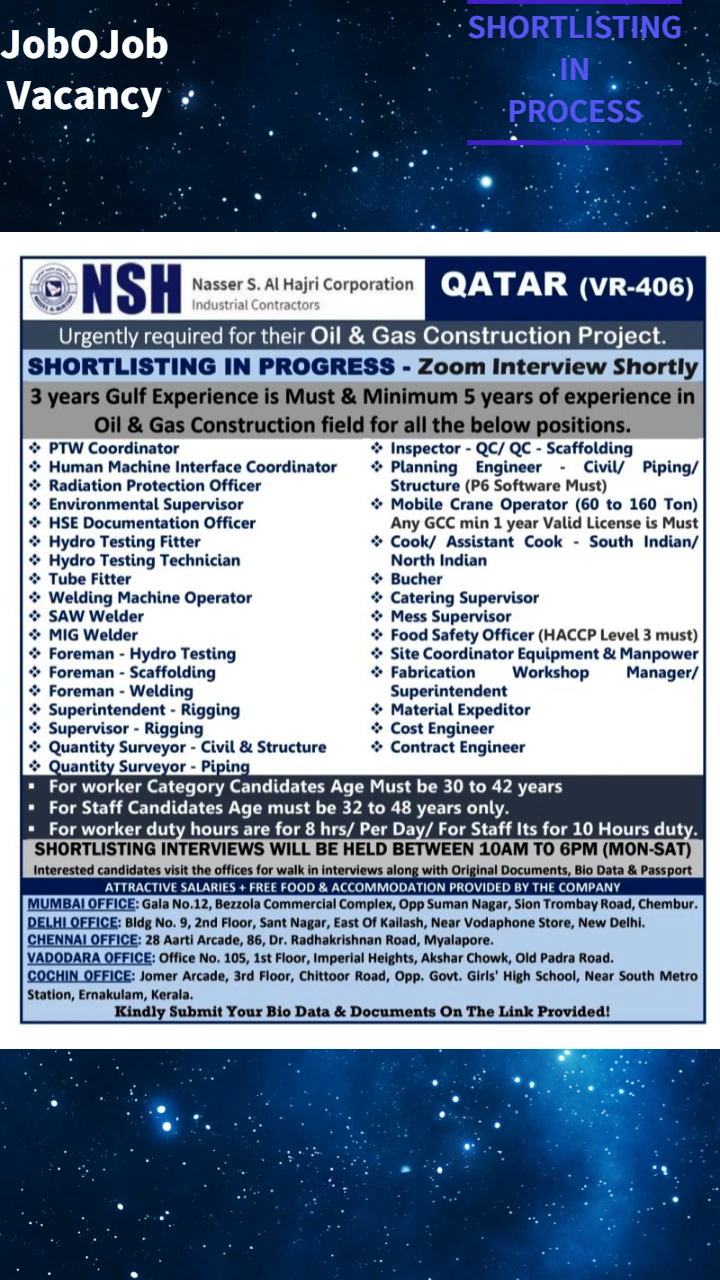 JobOJob
Vacancy
SHORTLISTING
IN
PROCESS
NSH
Nasser S. Al Hajri Corporation
Industrial Contractors
QATAR (VR-406)
Urgently required for their Oil & Gas Construction Project.
SHORTLISTING IN PROGRESS - Zoom Interview Shortly
3 years Gulf Experience is Must & Minimum 5 years of experience in
Oil & Gas Construction field for all the below positions.
❖ PTW Coordinator
❖ Human Machine Interface Coordinator
❖ Radiation Protection Officer
❖ Environmental Supervisor
❖ HSE Documentation Officer
❖ Hydro Testing Fitter
❖ Hydro Testing Technician
❖ Tube Fitter
❖ Welding Machine Operator
❖ SAW Welder
❖ MIG Welder
❖ Foreman - Hydro Testing
❖ Foreman - Scaffolding
❖ Foreman - Welding
❖ Superintendent - Rigging
❖ Supervisor - Rigging
❖ Quantity Surveyor - Civil & Structure
❖ Quantity Surveyor - Piping
❖ Inspector - QC/ QC - Scaffolding
❖ Planning Engineer - Civil/ Piping/
Structure (P6 Software Must)
❖ Mobile Crane Operator (60 to 160 Ton)
Any GCC min 1 year Valid License is Must
❖ Cook/ Assistant Cook - South Indian/
North Indian
❖ Bucher
❖ Catering Supervisor
❖ Mess Supervisor
❖ Food Safety Officer (HACCP Level 3 must)
❖ Site Coordinator Equipment & Manpower
❖ Fabrication Workshop Manager/
Superintendent
❖ Material Expeditor
❖ Cost Engineer
❖ Contract Engineer
▪ For worker Category Candidates Age Must be 30 to 42 years
▪ For Staff Candidates Age must be 32 to 48 years only.
▪ For worker duty hours are for 8 hrs/ Per Day/ For Staff Its for 10 Hours duty.
SHORTLISTING INTERVIEWS WILL BE HELD BETWEEN 10AM TO 6PM (MON-SAT)
Interested candidates visit the offices for walk in interviews along with Original Documents, Bio Data & Passport
ATTRACTIVE SALARIES + FREE FOOD & ACCOMMODATION PROVIDED BY THE COMPANY
MUMBAI OFFICE: Gala No.12, Bezzola Commercial Complex, Opp Suman Nagar, Sion Trombay Road, Chembur.
DELHI OFFICE: Bldg No. 9, 2nd Floor, Sant Nagar, East Of Kailash, Near Vodaphone Store, New Delhi.
CHENNAI OFFICE: 28 Aarti Arcade, 86, Dr. Radhakrishnan Road, Myalapore.
VADODARA OFFICE: Office No. 105, 1st Floor, Imperial Heights, Akshar Chowk, Old Padra Road.
COCHIN OFFICE: Jomer Arcade, 3rd Floor, Chittoor Road, Opp. Govt. Girls' High School, Near South Metro
Station, Ernakulam, Kerala.
Kindly Submit Your Bio Data & Documents On The Link Provided!